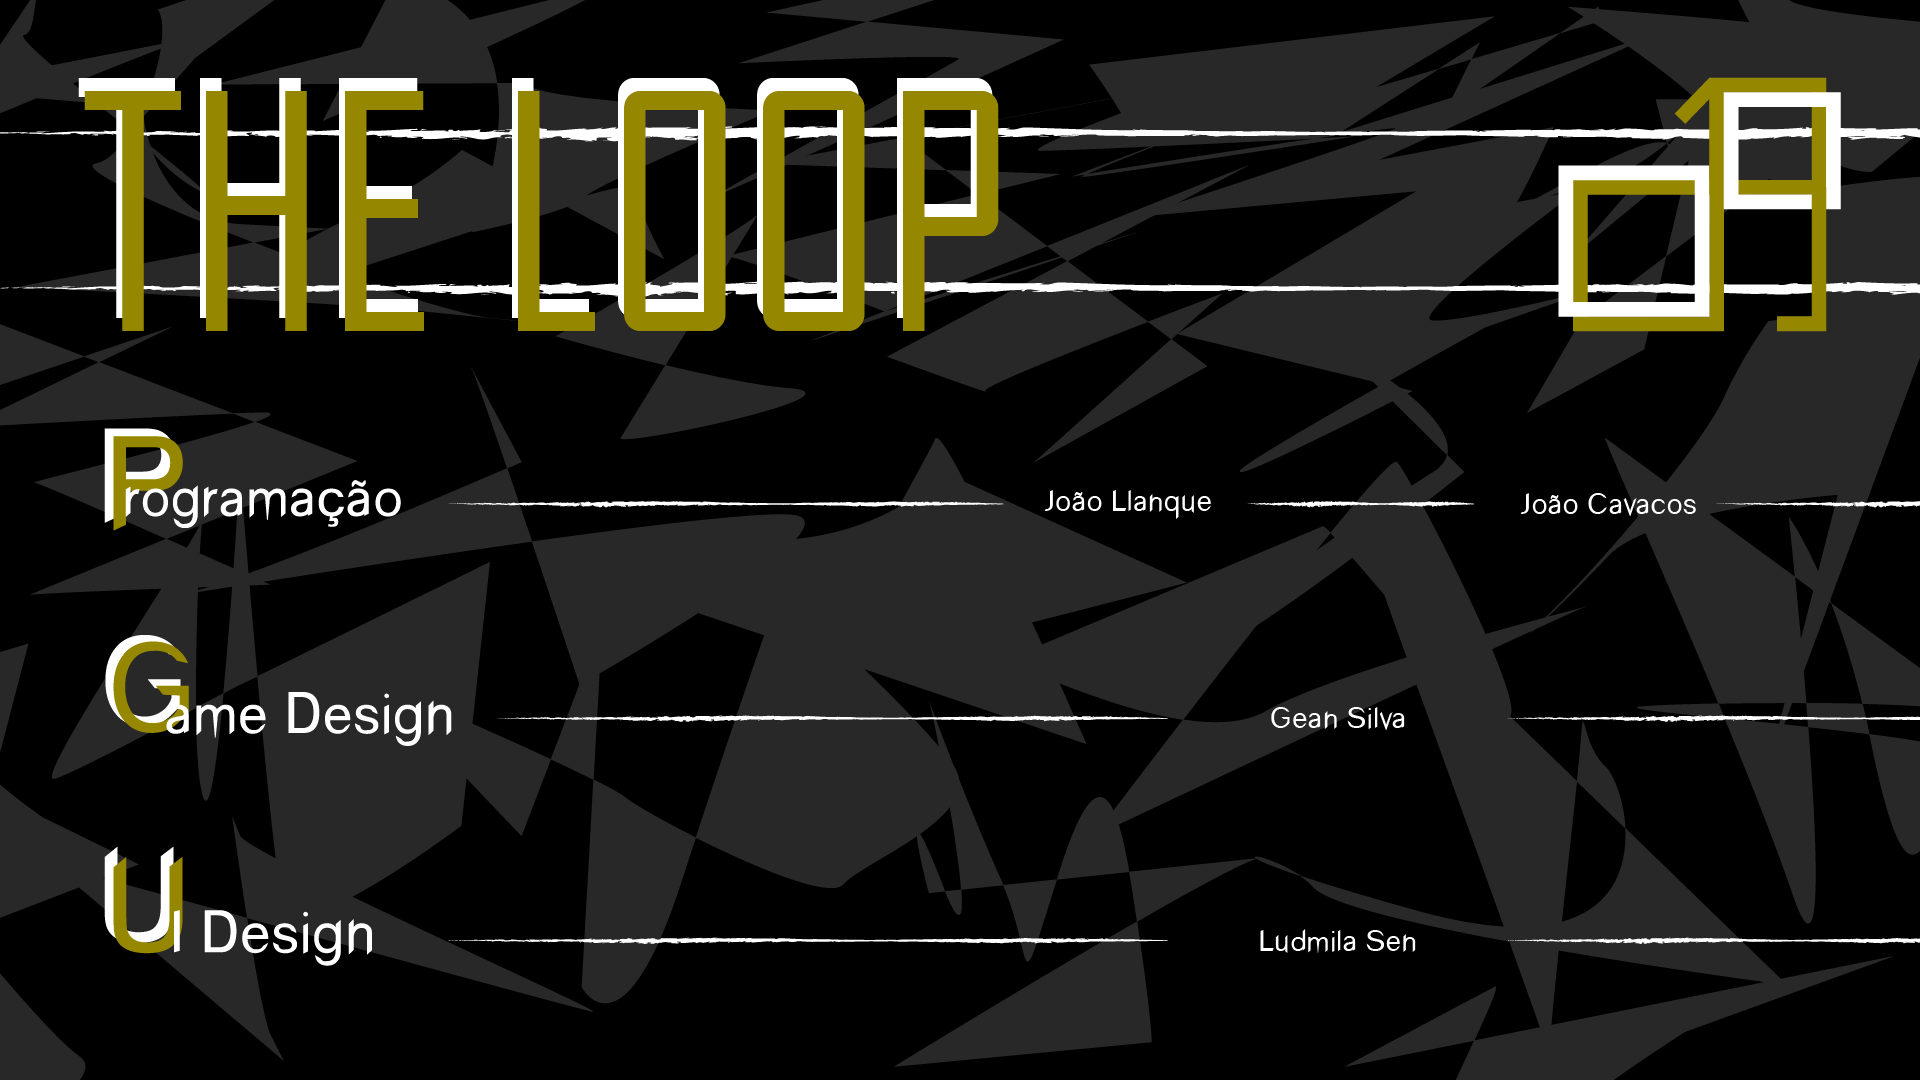 THE LOOP
Programação João Llanque João Cavacos
Game Design Gean Silva
UI Design Ludmila Sen